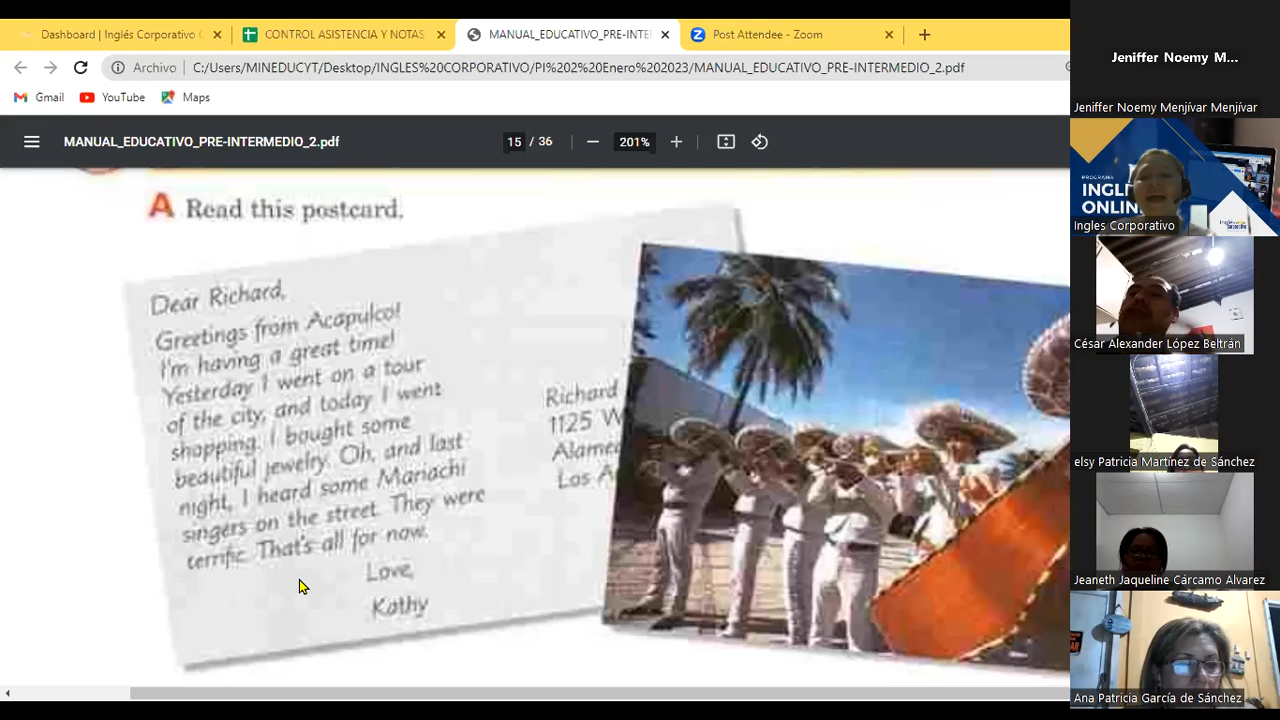 Dashboard | Inglés Corporativo
CONTROL ASISTENCIA Y NOTAS
MANUAL_EDUCATIVO_PRE-INTER
Post Attendee - Zoom
Archivo
C:/Users/MINEDUCYT/Desktop/INGLES%20CORPORATIVO/PI%202%20Enero%202023/MANUAL_EDUCATIVO_PRE-INTERMEDIO_2.pdf
Gmail
YouTube
Maps
MANUAL_EDUCATIVO_PRE-INTERMEDIO_2.pdf
15 / 36
201%
A Read this postcard.
Dear Richard,
Greetings from Acapulco!
I'm having a great time!
Yesterday I went on a tour
of the city, and today I went
shopping. I bought some
beautiful jewelry. Oh, and last
night, I heard some Mariachi
singers on the street. They were
terrific. That's all for now.
Love,
Kathy
Richard
1125 W
Alame
Los A
Jeniffer Noemy M...
Jeniffer Noemy Menjívar Menjívar
PROGRAMA
INGL
ONLIN
Ingles Corporativo
César Alexander López Beltrán
elsy Patricia Martínez de Sánchez
Jeaneth Jaqueline Cárcamo Alvarez
Ana Patricia García de Sánchez